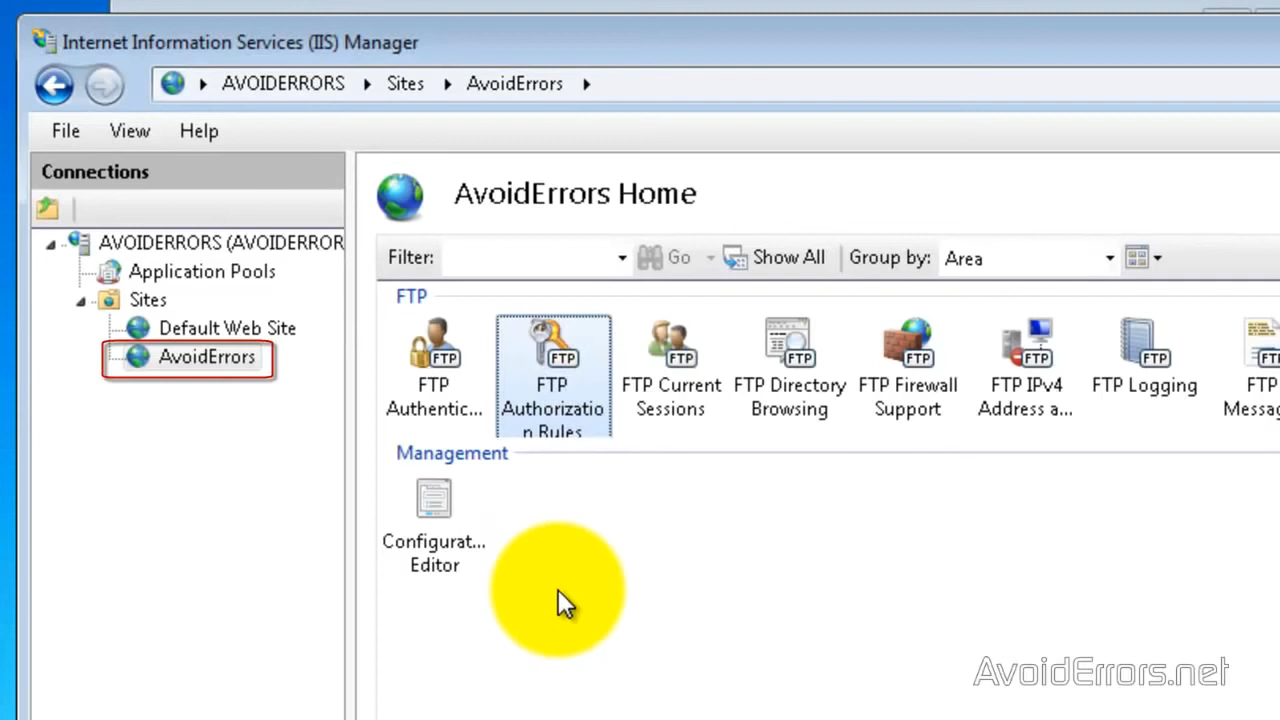 Internet Information Services (IIS) Manager
AVOIDERRORS Sites AvoidErrors
File View Help
Connections
AVOIDERRORS (AVOIDERROR
Application Pools
Sites
Default Web Site
AvoidErrors
AvoidErrors Home
Filter: Go Show All Group by: Area
FTP
FTP
Authentic...
FTP
Authorizatio
n Rules
FTP Current
Sessions
FTP Directory
Browsing
FTP Firewall
Support
FTP IPv4
Address a...
FTP Logging
FTP
Messag
FTP
FTP
FTP
FTP
FTP
FTP
FTP
Management
Configurat...
Editor
AvoidErrors.net